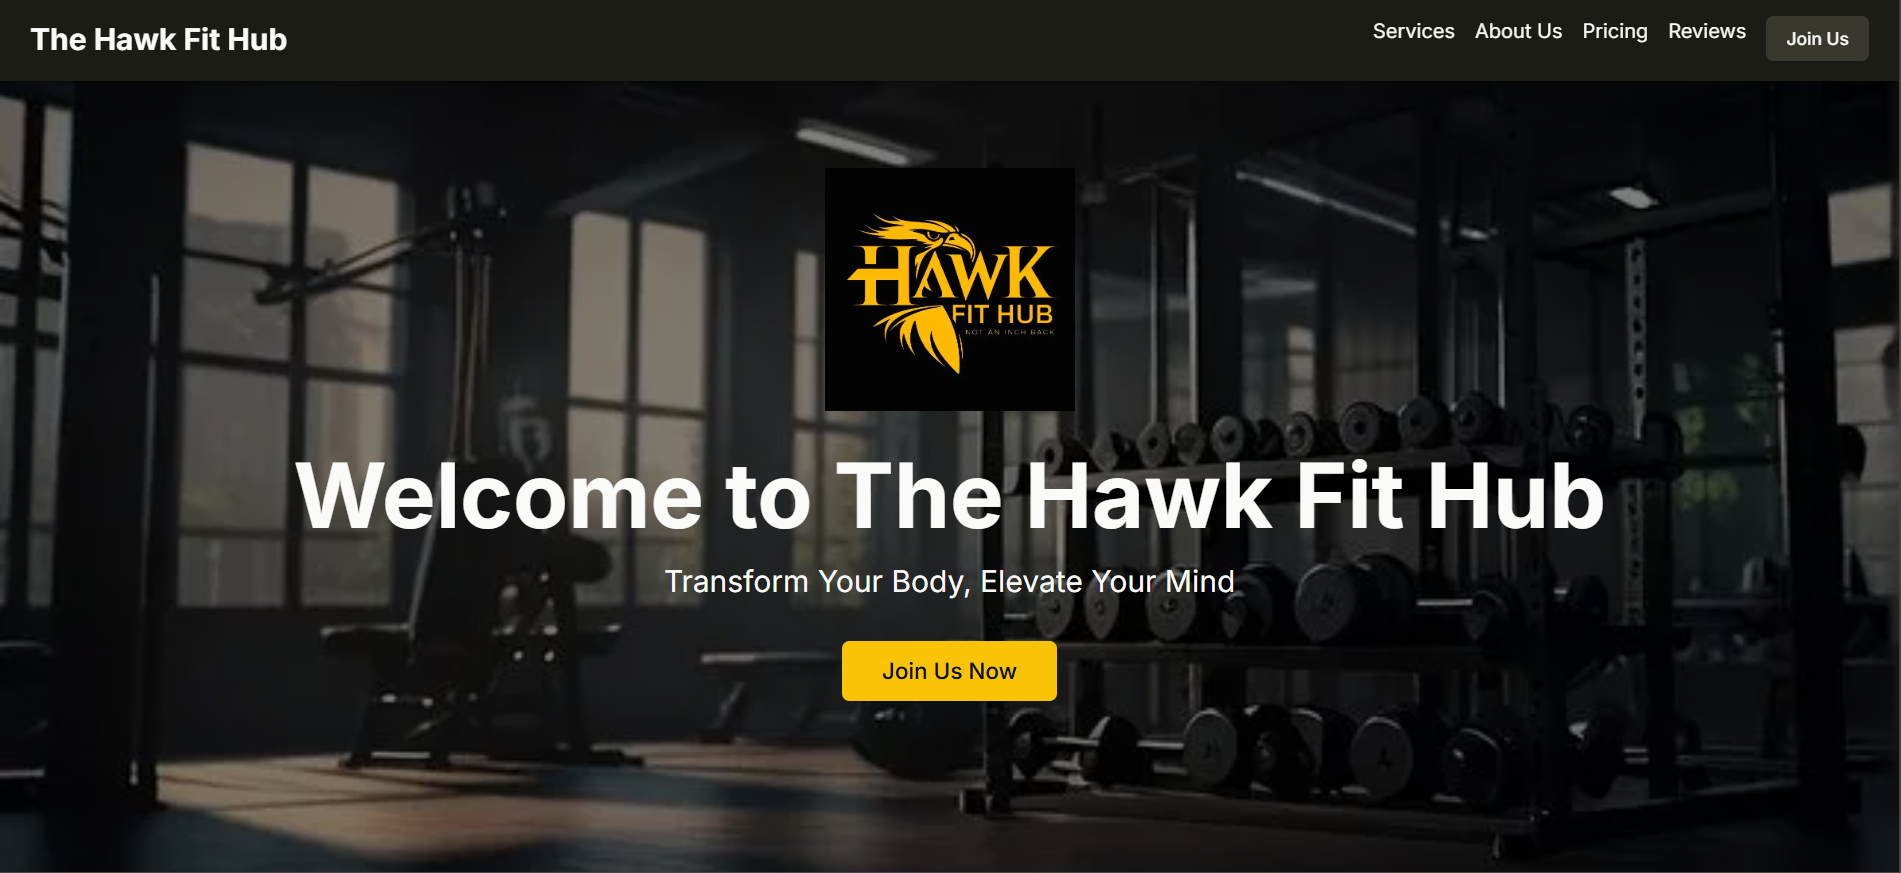 The Hawk Fit Hub
Services About Us Pricing Reviews Join Us
HAWK
FIT HUB
NOT AN INCH BACK
Welcome to The Hawk Fit Hub
Transform Your Body, Elevate Your Mind
Join Us Now